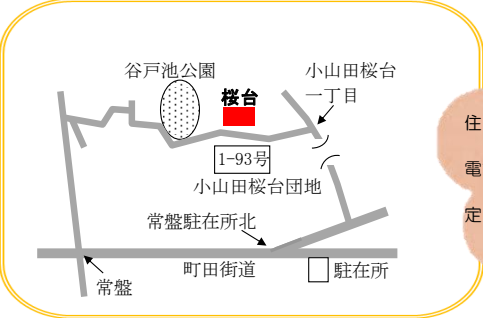 谷戸池公園
小山田桜台
一丁目
桜台
1-93号
小山田桜台団地
常盤駐在所北
町田街道
駐在所
常盤
住
電
定